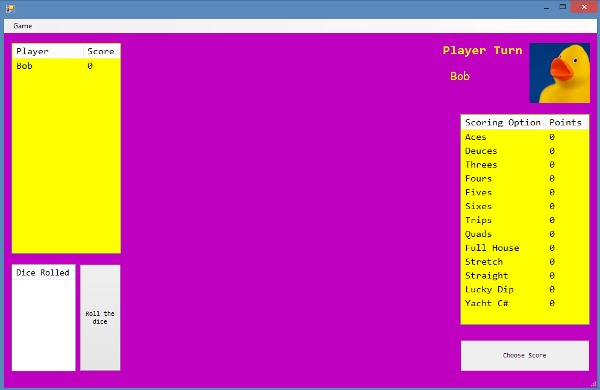 Game
Player Score
Bob 0
Player Turn
Bob
Scoring Option Points
Aces 0
Deuces 0
Threes 0
Fours 0
Fives 0
Sixes 0
Trips 0
Quads 0
Full House 0
Stretch 0
Straight 0
Lucky Dip 0
Yacht C# 0
Dice Rolled
Roll the
dice
Choose Score